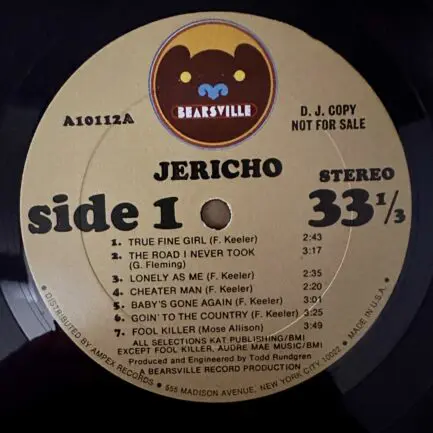 BEARSVILLE
A10112A
D. J. COPY
NOT FOR SALE
JERICHO
side 1
STEREO
33 1/3
1. TRUE FINE GIRL (F. Keeler) 2:43
2. THE ROAD I NEVER TOOK 3:17
(G. Fleming)
3. LONELY AS ME (F. Keeler) 2:35
4. CHEATER MAN (F. Keeler) 2:20
5. BABY'S GONE AGAIN (F. Keeler) 3:01
6. GOIN' TO THE COUNTRY (F. Keeler) 3:25
7. FOOL KILLER (Mose Allison) 3:49
ALL SELECTIONS KAT PUBLISHING/BMI
EXCEPT FOOL KILLER, AUDRE MAE MUSIC/BMI
Produced and Engineered by Todd Rundgren
A BEARSVILLE RECORD PRODUCTION
• DISTRIBUTED BY AMPEX RECORDS • 555 MADISON AVENUE, NEW YORK CITY 10022 • MADE IN U.S.A. •